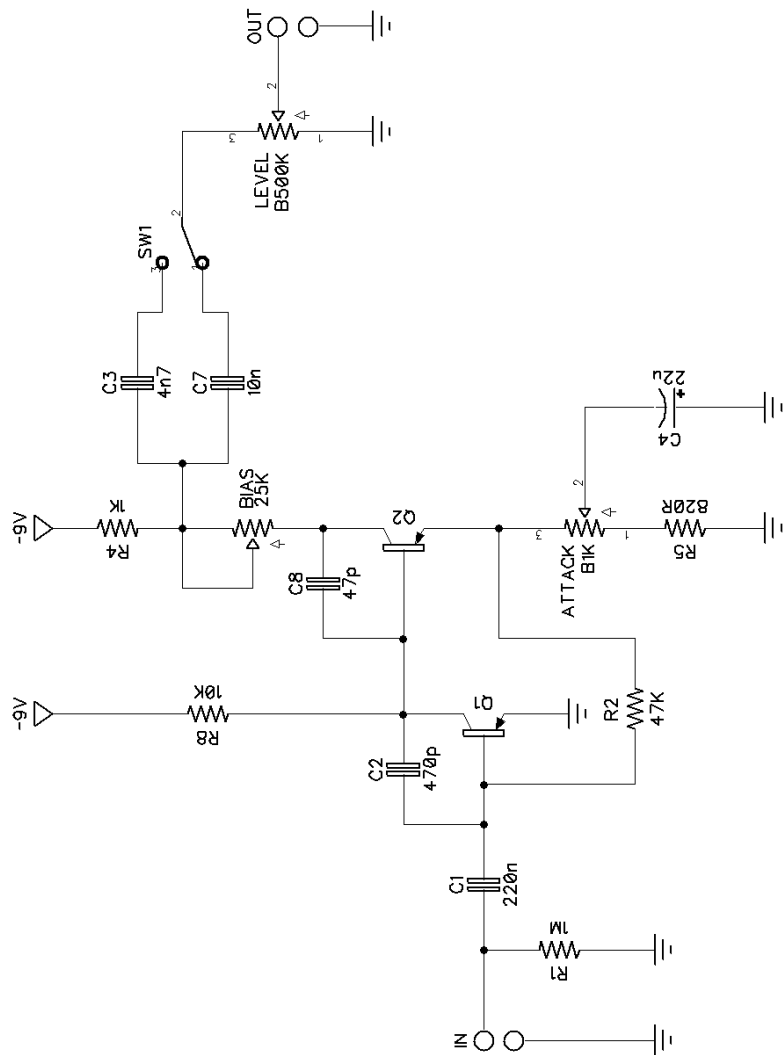 IN
R1
1M
C1
220n
C2
470p
R8
10K
-9V
Q1
R2
47K
C8
47p
-9V
R4
1K
BIAS
25K
Q2
3
2
1
ATTACK
B1K
R5
820R
C4
22u
+
C3
4n7
C7
10n
SW1
3
2
1
3
2
1
LEVEL
B500K
OUT